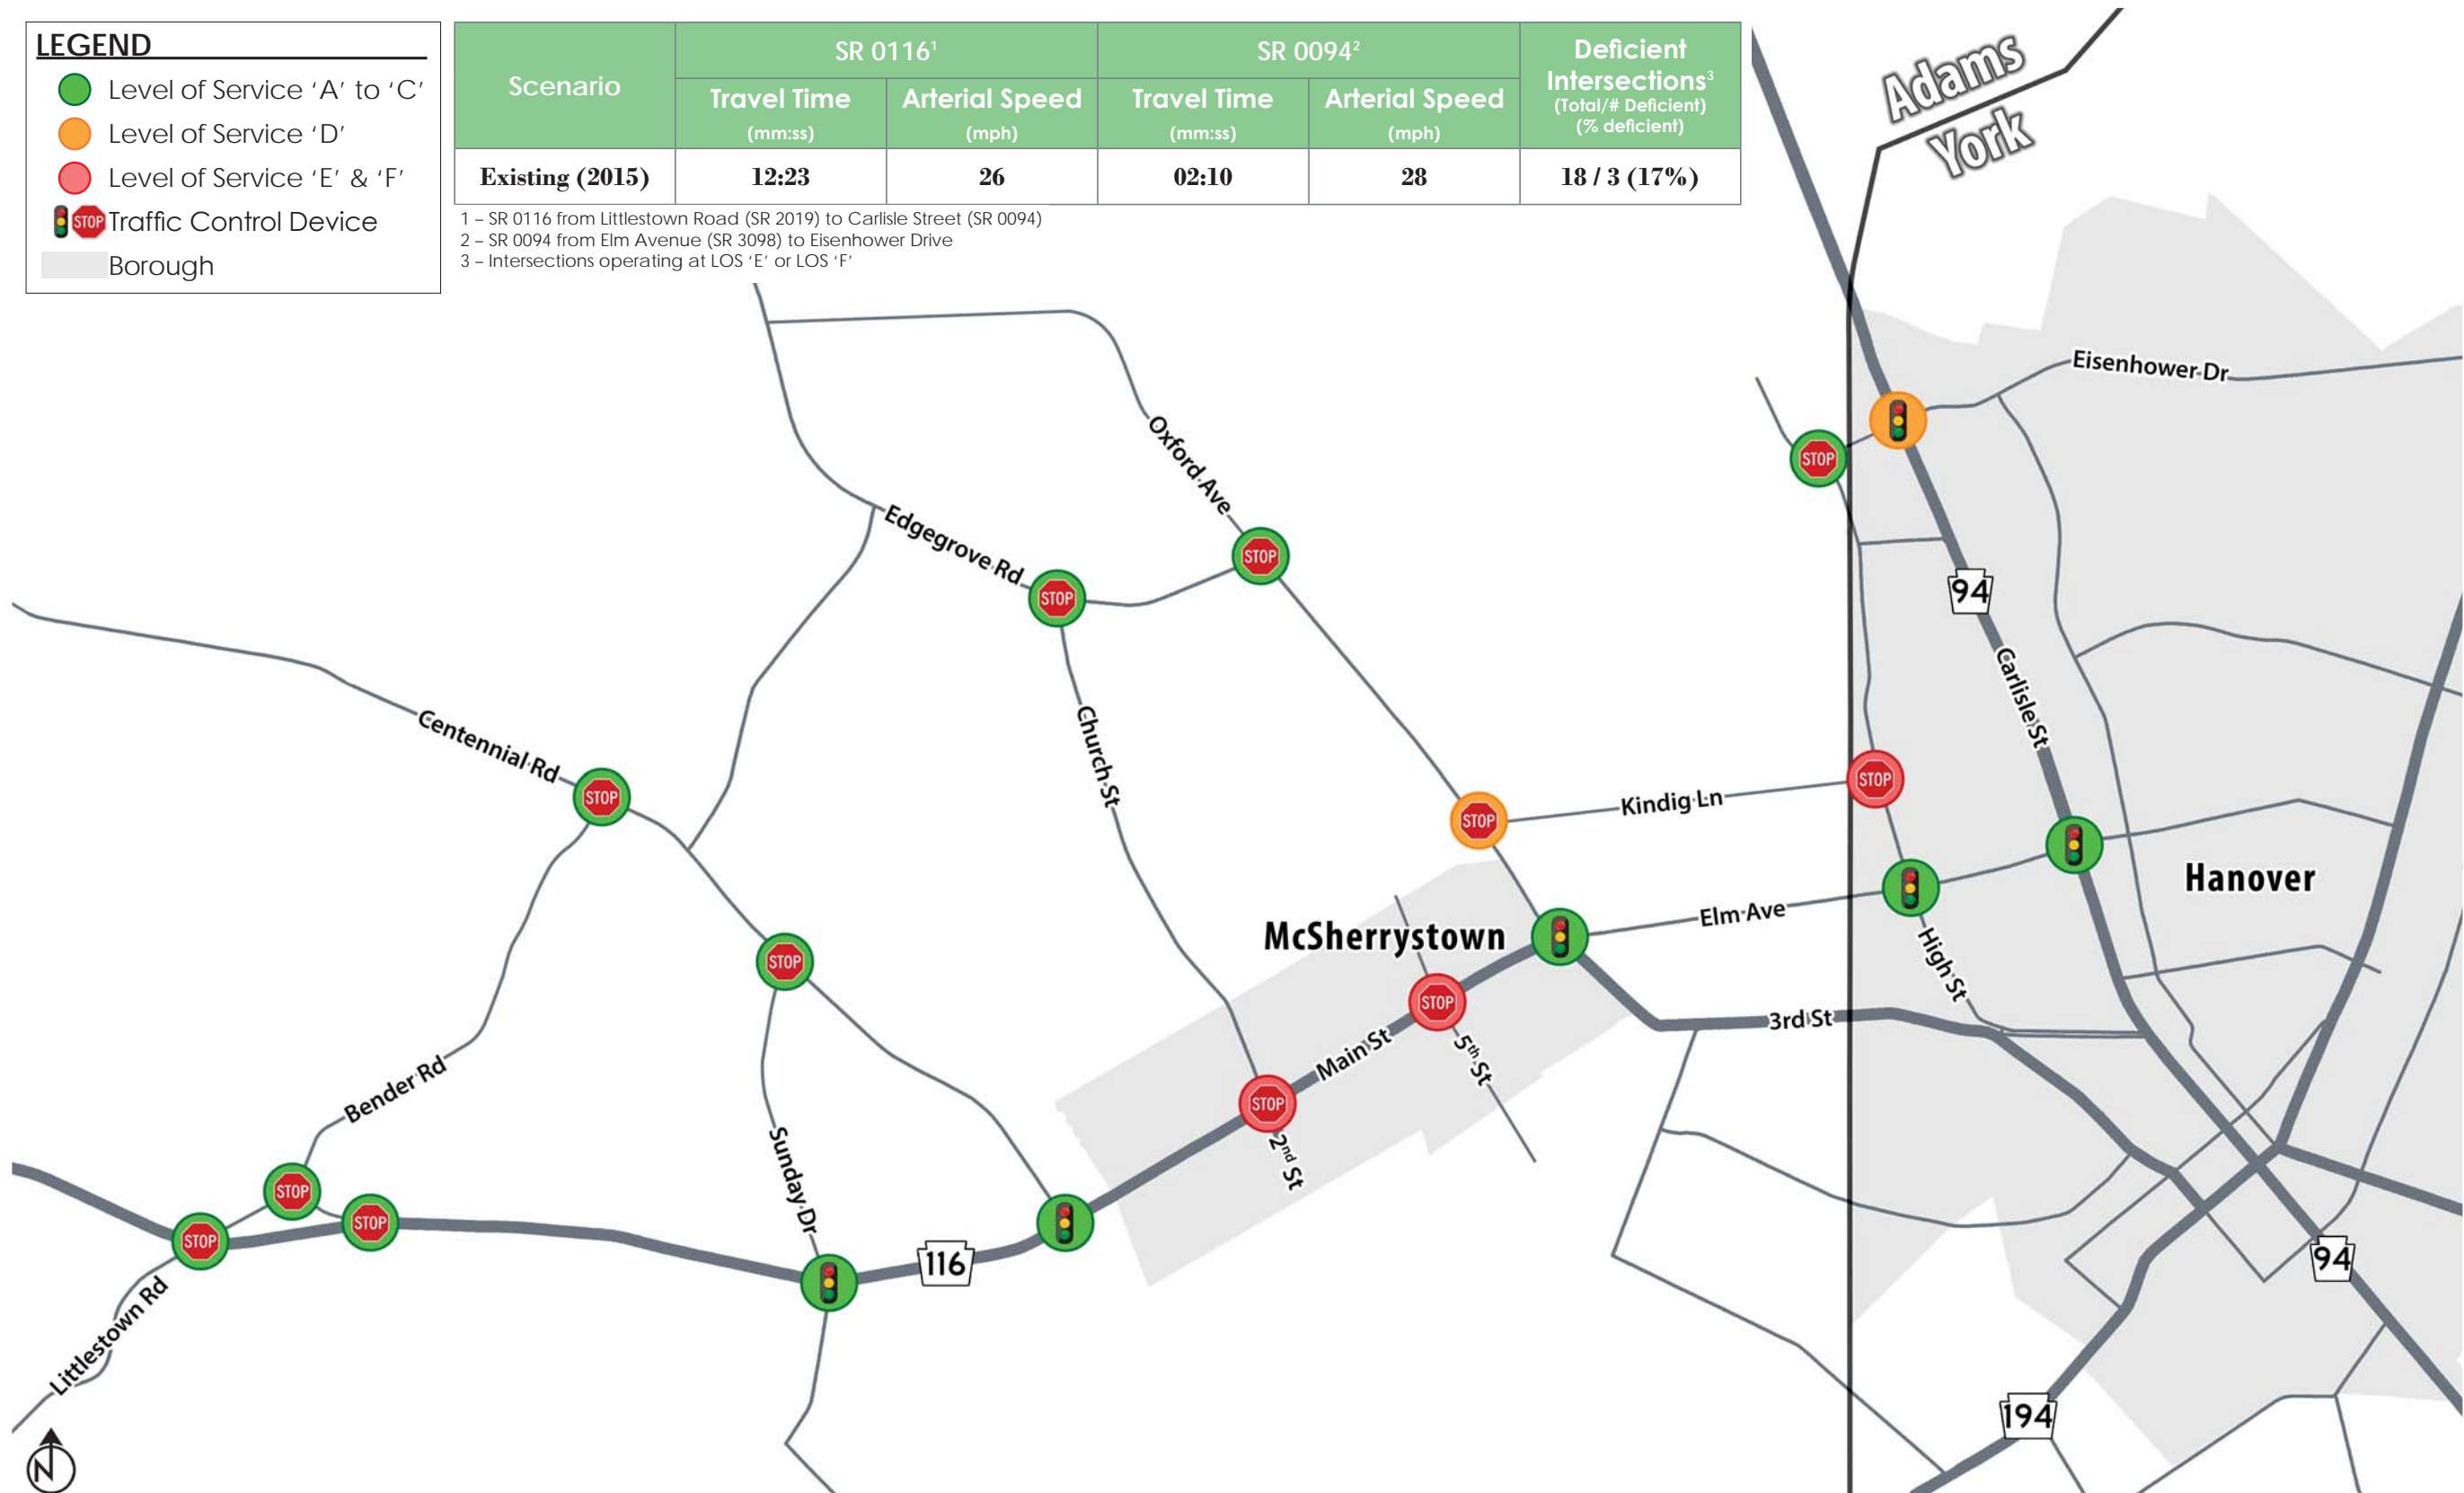 LEGEND
Level of Service ‘A’ to ‘C’
Level of Service ‘D’
Level of Service ‘E’ & ‘F’
STOP Traffic Control Device
Borough
Scenario
SR 0116¹
SR 0094²
Deficient
Intersections³
(Total/# Deficient)
(% deficient)
Travel Time
(mm:ss)
Arterial Speed
(mph)
Travel Time
(mm:ss)
Arterial Speed
(mph)
Existing (2015) 12:23 26 02:10 28 18 / 3 (17%)
1 – SR 0116 from Littlestown Road (SR 2019) to Carlisle Street (SR 0094)
2 – SR 0094 from Elm Avenue (SR 3098) to Eisenhower Drive
3 – Intersections operating at LOS ‘E’ or LOS ‘F’
Adams
York
Eisenhower Dr
STOP
Oxford Ave
Edgegrove Rd
STOP
STOP
94
Carlisle St
Centennial Rd
STOP
Church St
STOP
Kindig Ln
STOP
Hanover
McSherrystown
Elm Ave
High St
STOP
STOP
3rd St
Main St
5th St
Bender Rd
STOP
2nd St
Sunday Dr
STOP
STOP
STOP
116
94
Littlestown Rd
194
N